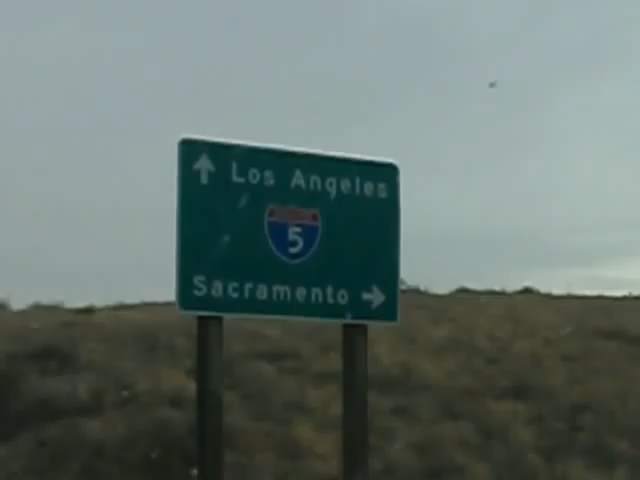 ↑ Los Angeles
5
Sacramento →